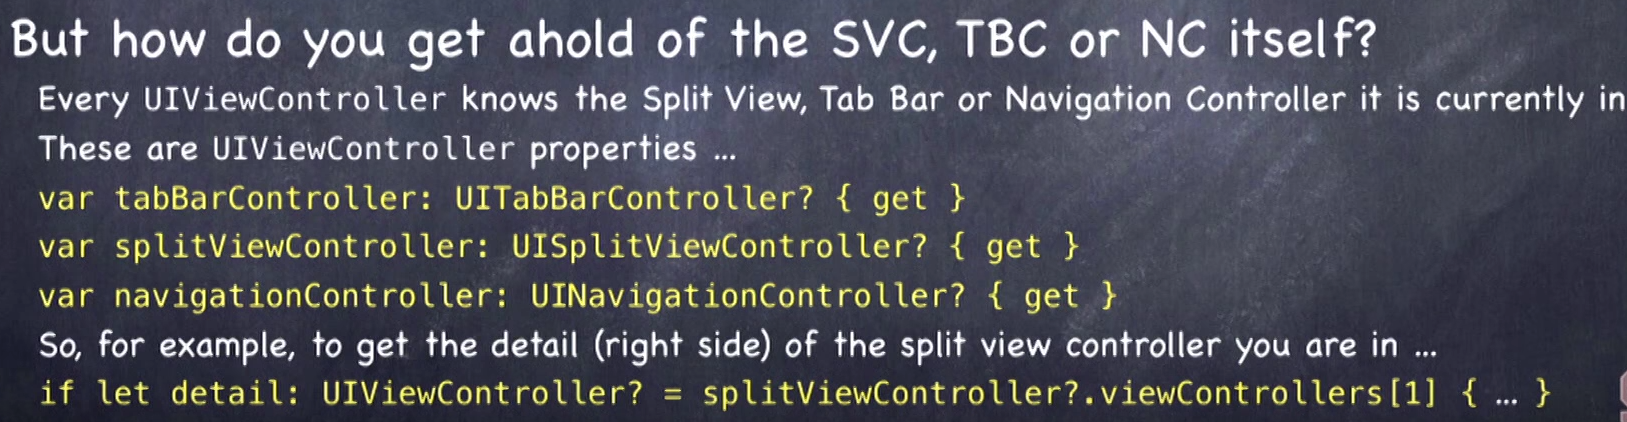 But how do you get ahold of the SVC, TBC or NC itself?
Every UIViewController knows the Split View, Tab Bar or Navigation Controller it is currently in
These are UIViewController properties ...
var tabBarController: UITabBarController? { get }
var splitViewController: UISplitViewController? { get }
var navigationController: UINavigationController? { get }
So, for example, to get the detail (right side) of the split view controller you are in ...
if let detail: UIViewController? = splitViewController?.viewControllers[1] { ... }